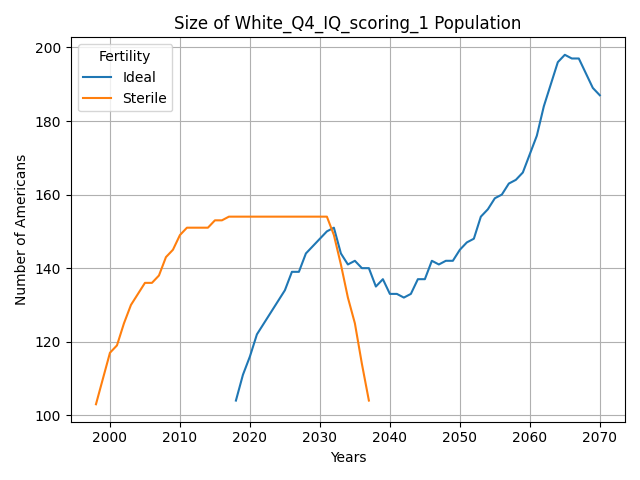 Size of White_Q4_IQ_scoring_1 Population
Fertility
Ideal
Sterile
Number of Americans
200
180
160
140
120
100
2000 2010 2020 2030 2040 2050 2060 2070
Years